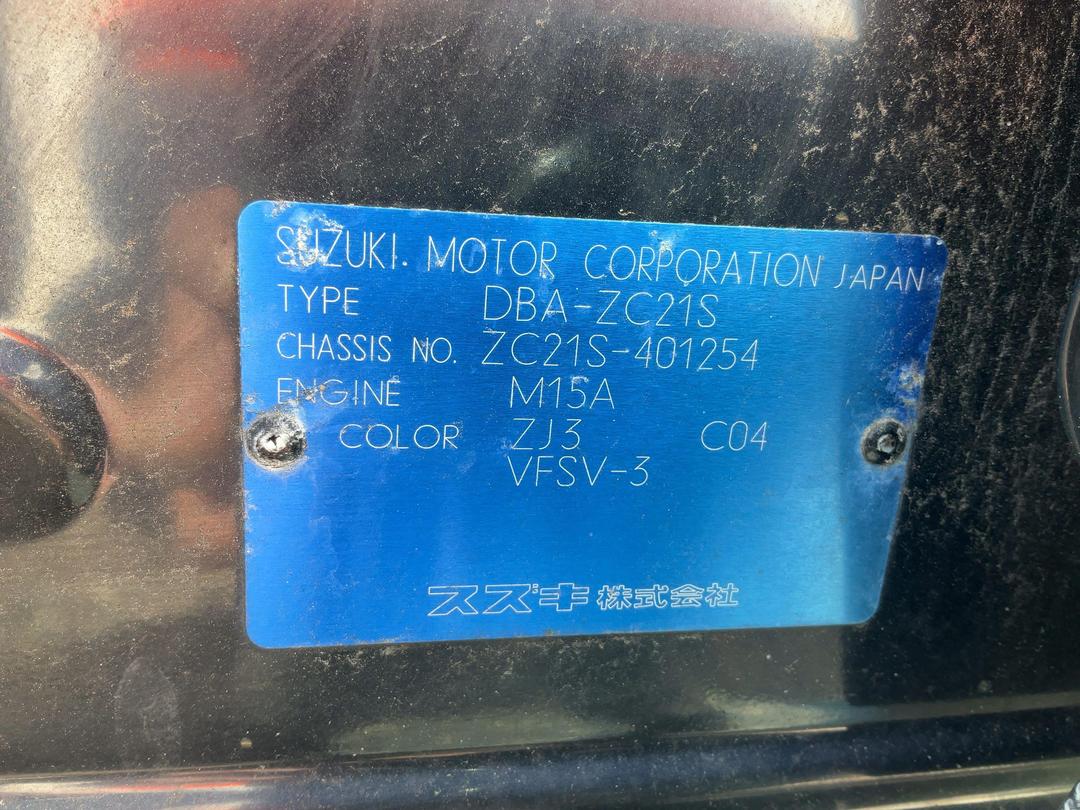 SUZUKI. MOTOR CORPORATION JAPAN
TYPE DBA-ZC21S
CHASSIS NO. ZC21S-401254
ENGINE M15A
COLOR ZJ3 C04
VFSV-3
スズキ株式会社